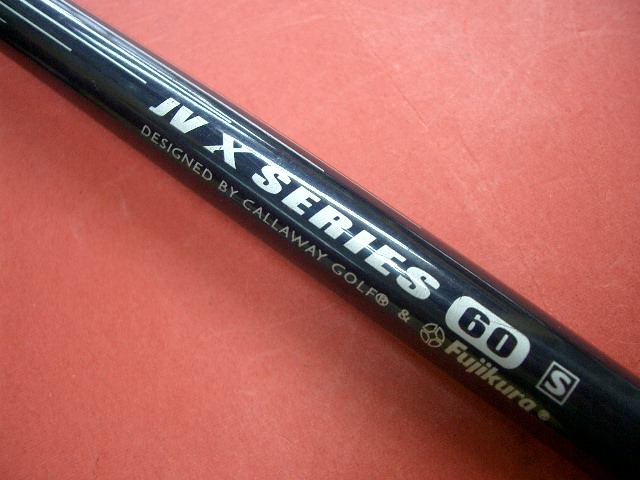 JV X SERIES 60 S
DESIGNED BY CALLAWAY GOLF® & Fujikura®